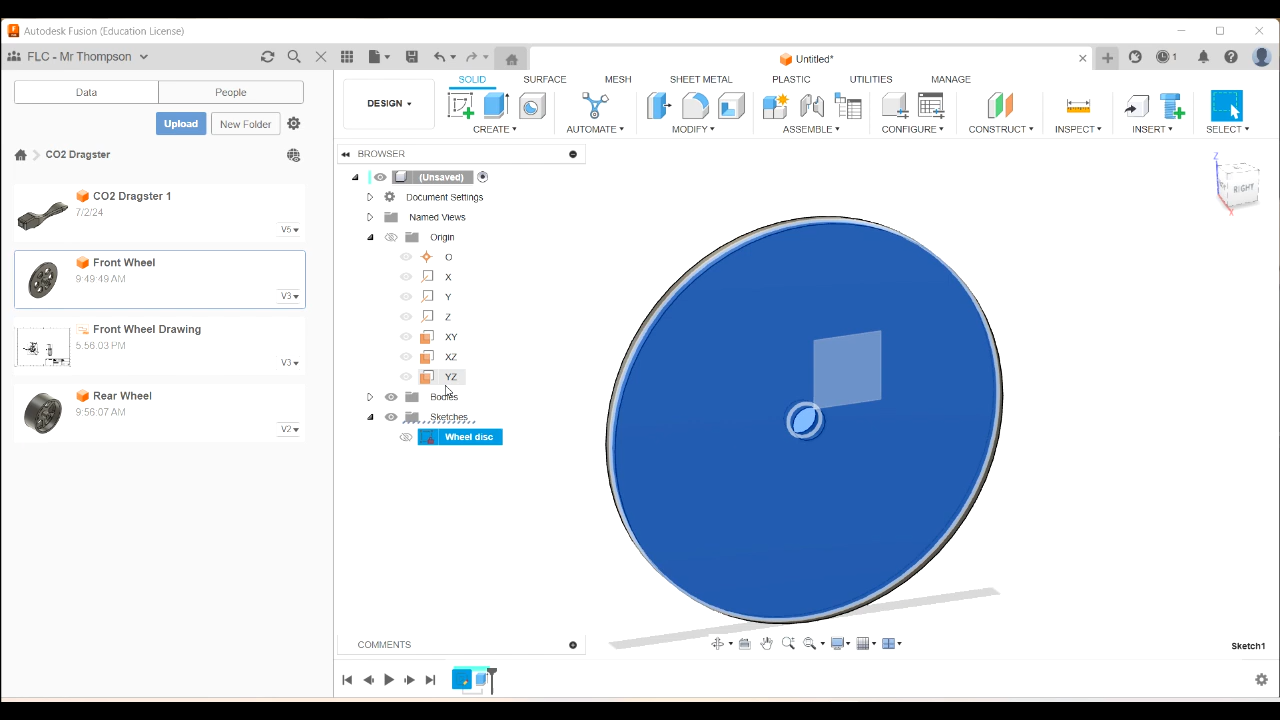 Autodesk Fusion (Education License)
FLC - Mr Thompson
Untitled*
1
Data
People
Upload
New Folder
CO2 Dragster
CO2 Dragster 1
7/2/24
V5
Front Wheel
9:49:49 AM
V3
Front Wheel Drawing
5:56:03 PM
V3
Rear Wheel
9:56:07 AM
V2
DESIGN
SOLID
SURFACE
MESH
SHEET METAL
PLASTIC
UTILITIES
MANAGE
CREATE
AUTOMATE
MODIFY
ASSEMBLE
CONFIGURE
CONSTRUCT
INSPECT
INSERT
SELECT
BROWSER
(Unsaved)
Document Settings
Named Views
Origin
O
X
Y
Z
XY
XZ
YZ
Bodies
Sketches
Wheel disc
Z
RIGHT
X
COMMENTS
Sketch1